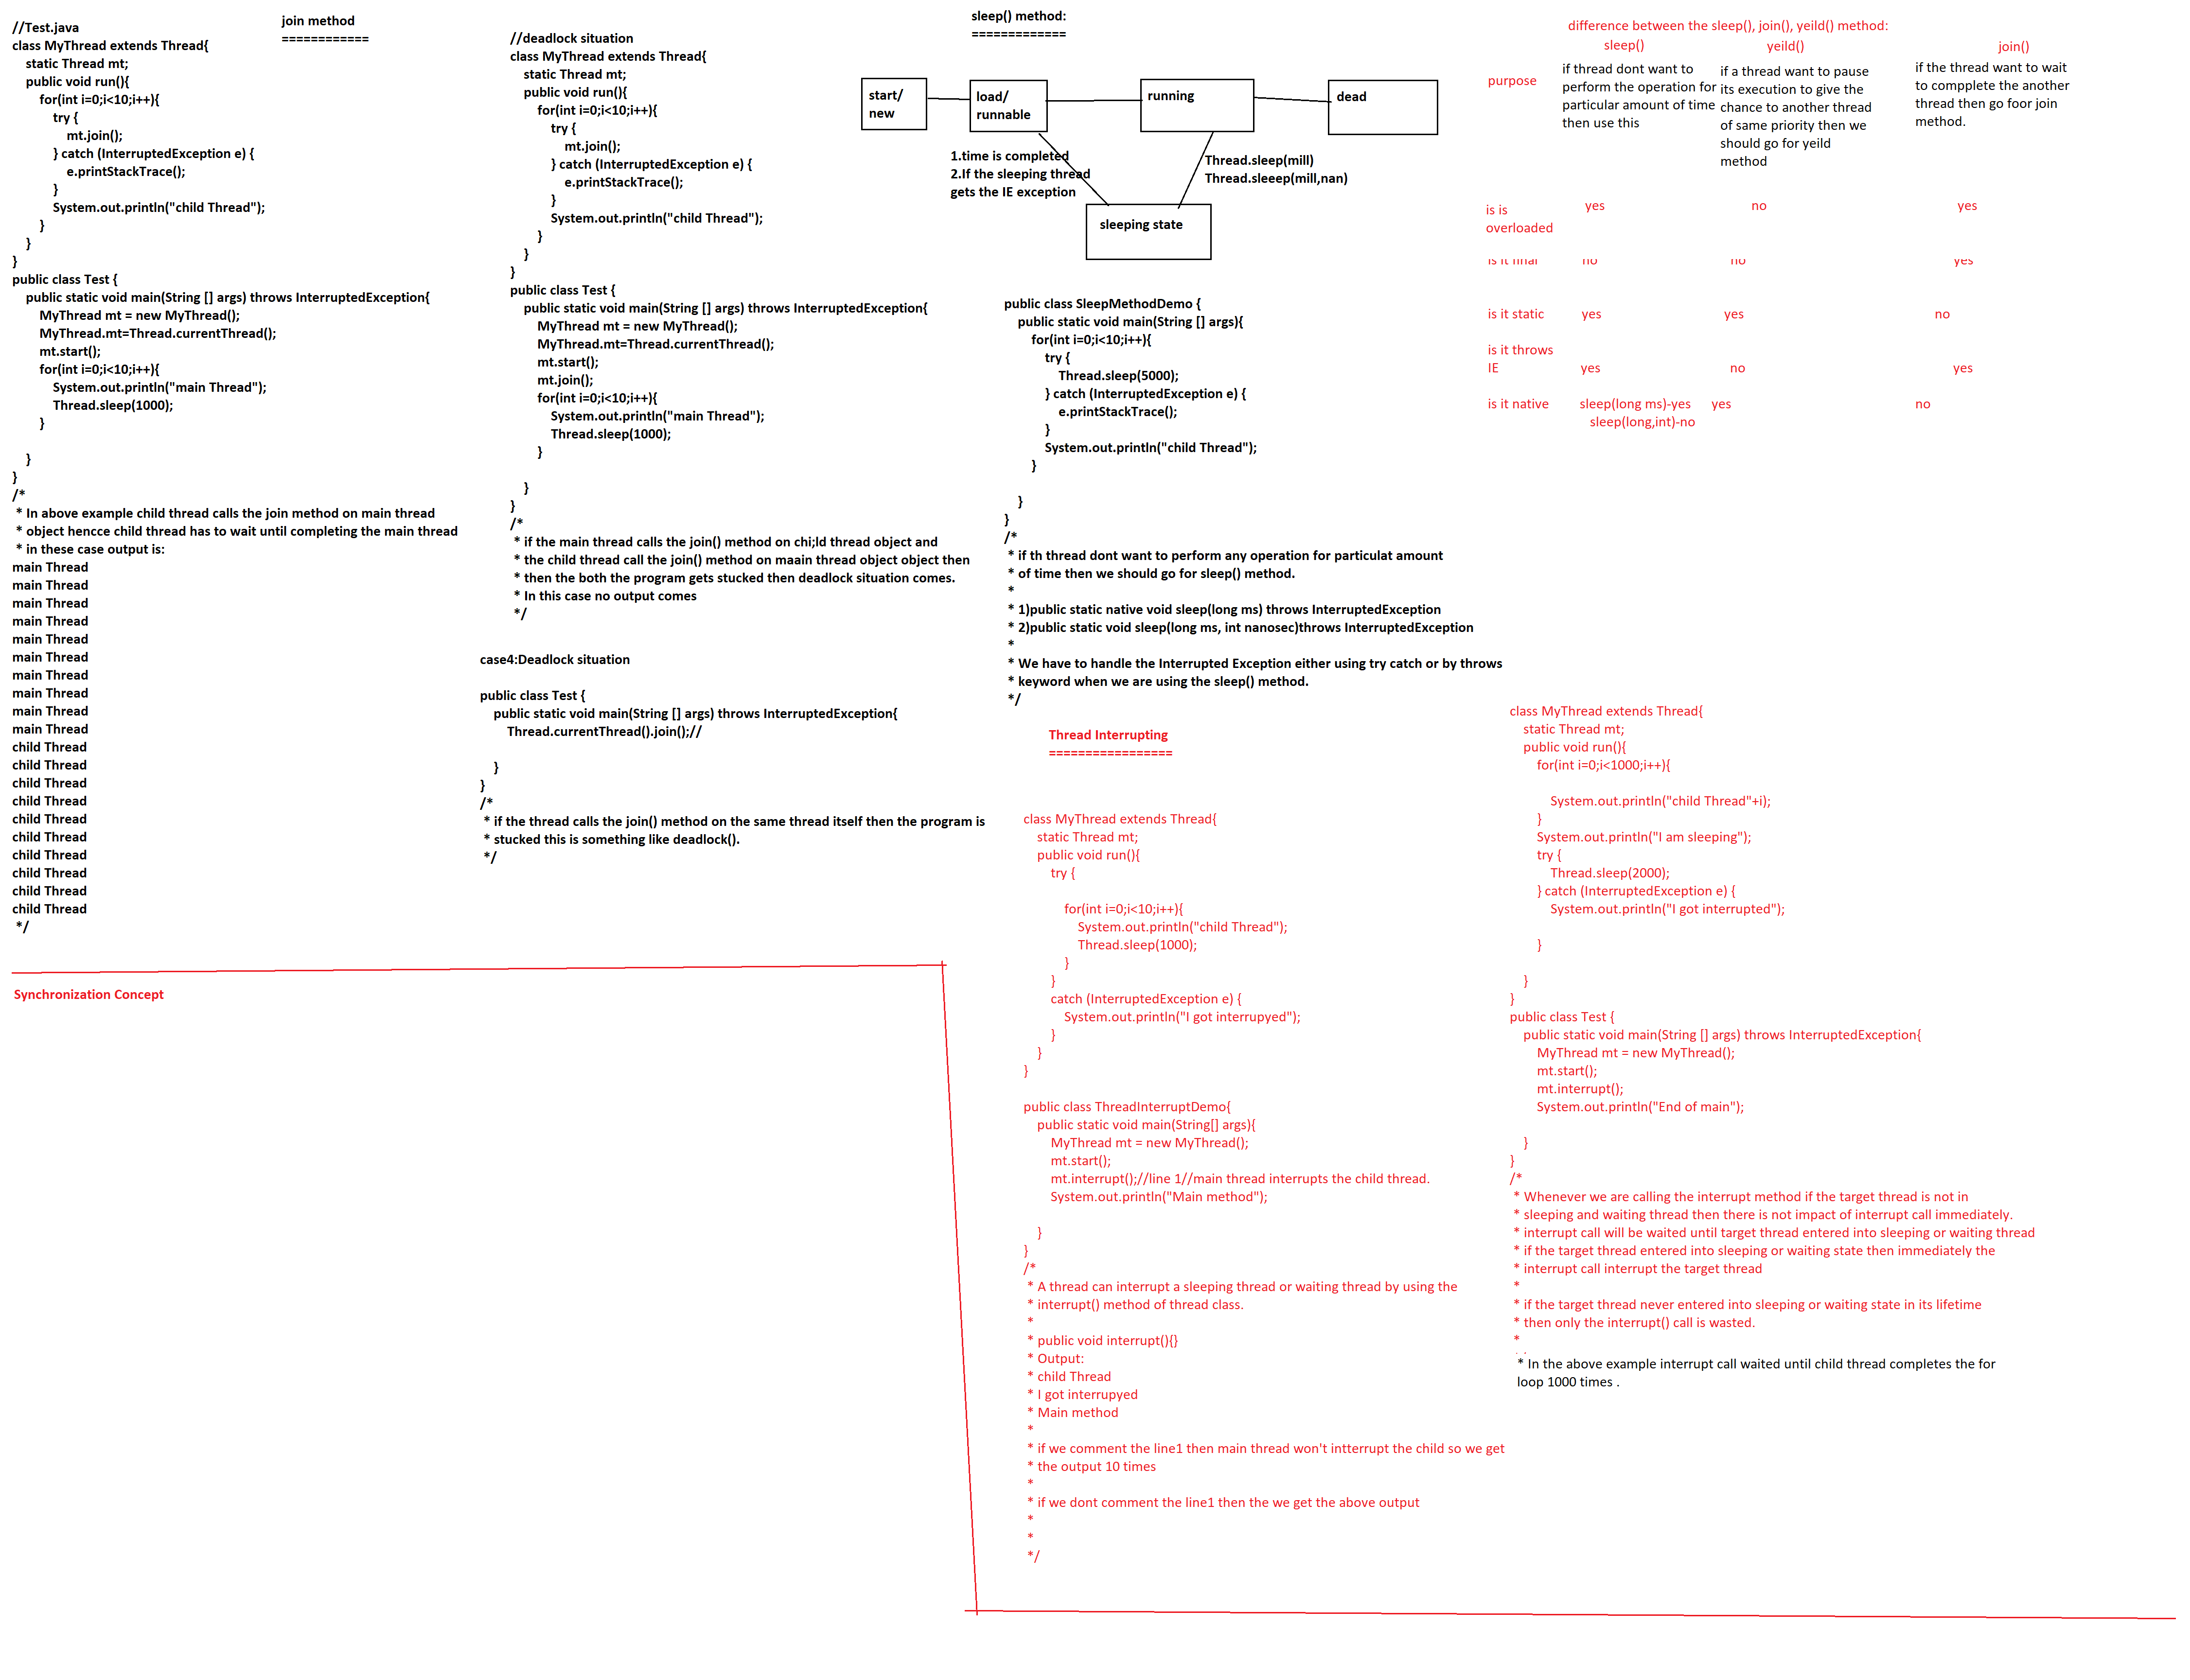 join method
============
//Test.java
class MyThread extends Thread{
static Thread mt;
public void run(){
for(int i=0;i<10;i++){
try {
mt.join();
} catch (InterruptedException e) {
e.printStackTrace();
}
System.out.println("child Thread");
}
}
}
public class Test {
public static void main(String [] args) throws InterruptedException{
MyThread mt = new MyThread();
MyThread.mt=Thread.currentThread();
mt.start();
for(int i=0;i<10;i++){
System.out.println("main Thread");
Thread.sleep(1000);
}
}
}
/*
* In above example child thread calls the join method on main thread
* object hencce child thread has to wait until completing the main thread
* in these case output is:
main Thread
main Thread
main Thread
main Thread
main Thread
main Thread
main Thread
main Thread
main Thread
main Thread
child Thread
child Thread
child Thread
child Thread
child Thread
child Thread
child Thread
child Thread
child Thread
child Thread
*/
//deadlock situation
class MyThread extends Thread{
static Thread mt;
public void run(){
for(int i=0;i<10;i++){
try {
mt.join();
} catch (InterruptedException e) {
e.printStackTrace();
}
System.out.println("child Thread");
}
}
}
public class Test {
public static void main(String [] args) throws InterruptedException{
MyThread mt = new MyThread();
MyThread.mt=Thread.currentThread();
mt.start();
mt.join();
for(int i=0;i<10;i++){
System.out.println("main Thread");
Thread.sleep(1000);
}
}
}
/*
* if the main thread calls the join() method on chi;ld thread object and
* the child thread call the join() method on maain thread object object then
* then the both the program gets stucked then deadlock situation comes.
* In this case no output comes
*/
case4:Deadlock situation
public class Test {
public static void main(String [] args) throws InterruptedException{
Thread.currentThread().join();//
}
}
/*
* if the thread calls the join() method on the same thread itself then the program is
* stucked this is something like deadlock().
*/
sleep() method:
=============
start/
new
load/
runnable
running
dead
1.time is completed
2.If the sleeping thread
gets the IE exception
Thread.sleep(mill)
Thread.sleeep(mill,nan)
sleeping state
public class SleepMethodDemo {
public static void main(String [] args){
for(int i=0;i<10;i++){
try {
Thread.sleep(5000);
} catch (InterruptedException e) {
e.printStackTrace();
}
System.out.println("child Thread");
}
}
}
/*
* if th thread dont want to perform any operation for particulat amount
* of time then we should go for sleep() method.
*
* 1)public static native void sleep(long ms) throws InterruptedException
* 2)public static void sleep(long ms, int nanosec)throws InterruptedException
*
* We have to handle the Interrupted Exception either using try catch or by throws
* keyword when we are using the sleep() method.
*/
difference between the sleep(), join(), yeild() method:
sleep() yeild() join()
purpose
if thread dont want to
perform the operation for
particular amount of time
then use this
if a thread want to pause
its execution to give the
chance to another thread
of same priority then we
should go for yeild
method
if the thread want to wait
to compplete the another
thread then go foor join
method.
is is
overloaded
yes no yes
is it final no no yes
is it static yes yes no
is it throws
IE yes no yes
is it native sleep(long ms)-yes yes no
sleep(long,int)-no
Thread Interrupting
=================
class MyThread extends Thread{
static Thread mt;
public void run(){
try {
for(int i=0;i<10;i++){
System.out.println("child Thread");
Thread.sleep(1000);
}
}
catch (InterruptedException e) {
System.out.println("I got interrupyed");
}
}
}
public class ThreadInterruptDemo{
public static void main(String[] args){
MyThread mt = new MyThread();
mt.start();
mt.interrupt();//line 1//main thread interrupts the child thread.
System.out.println("Main method");
}
}
/*
* A thread can interrupt a sleeping thread or waiting thread by using the
* interrupt() method of thread class.
*
* public void interrupt(){}
* Output:
* child Thread
* I got interrupyed
* Main method
*
* if we comment the line1 then main thread won't intterrupt the child so we get
* the output 10 times
*
* if we dont comment the line1 then the we get the above output
*
*
*/
class MyThread extends Thread{
static Thread mt;
public void run(){
for(int i=0;i<1000;i++){
System.out.println("child Thread"+i);
}
System.out.println("I am sleeping");
try {
Thread.sleep(2000);
} catch (InterruptedException e) {
System.out.println("I got interrupted");
}
}
}
public class Test {
public static void main(String [] args) throws InterruptedException{
MyThread mt = new MyThread();
mt.start();
mt.interrupt();
System.out.println("End of main");
}
}
/*
* Whenever we are calling the interrupt method if the target thread is not in
* sleeping and waiting thread then there is not impact of interrupt call immediately.
* interrupt call will be waited until target thread entered into sleeping or waiting thread
* if the target thread entered into sleeping or waiting state then immediately the
* interrupt call interrupt the target thread
*
* if the target thread never entered into sleeping or waiting state in its lifetime
* then only the interrupt() call is wasted.
*
* In the above example interrupt call waited until child thread completes the for
loop 1000 times .
Synchronization Concept